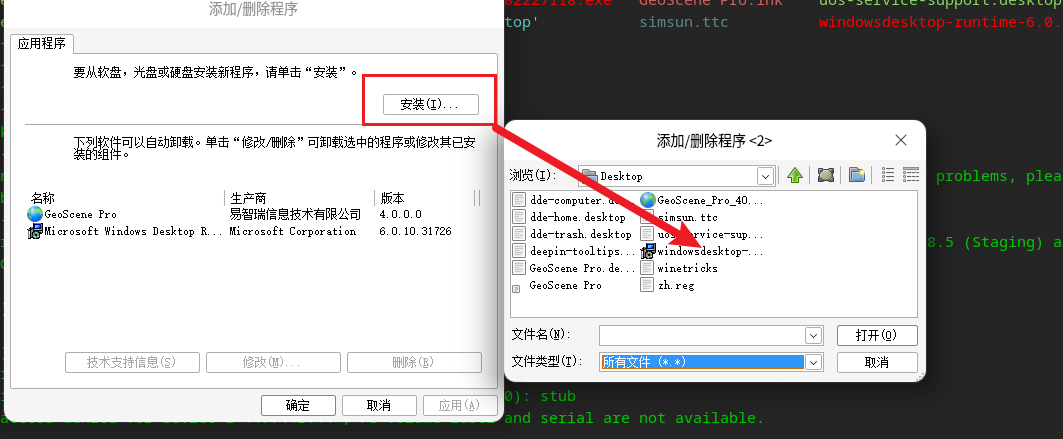 添加/删除程序
82227118.exe GeoScene Pro.lnk uos-service-support.desktop
top' simsun.ttc windowsdesktop-runtime-6.0.
应用程序
要从软盘，光盘或硬盘安装新程序，请单击“安装”。
安装(I)...
下列软件可以自动卸载。单击“修改/删除”可卸载选中的程序或修改其已安
装的组件。
名称 生产商 版本
GeoScene Pro 易智瑞信息技术有限公司 4.0.0.0
Microsoft Windows Desktop R... Microsoft Corporation 6.0.10.31726
技术支持信息(S) 修改(M)... 删除(R)
确定 取消 应用(A)
添加/删除程序 <2>
浏览(I): Desktop
dde-computer.de... GeoScene_Pro_40...
dde-home.desktop simsun.ttc
dde-trash.desktop uos-service-sup...
deepin-tooltips... windowsdesktop-...
GeoScene Pro.de... winetricks
GeoScene Pro zh.reg
文件名(N): 打开(O)
文件类型(T): 所有文件 (*.*) 取消
problems, plea
8.5 (Staging) a
0): stub
and serial are not available.